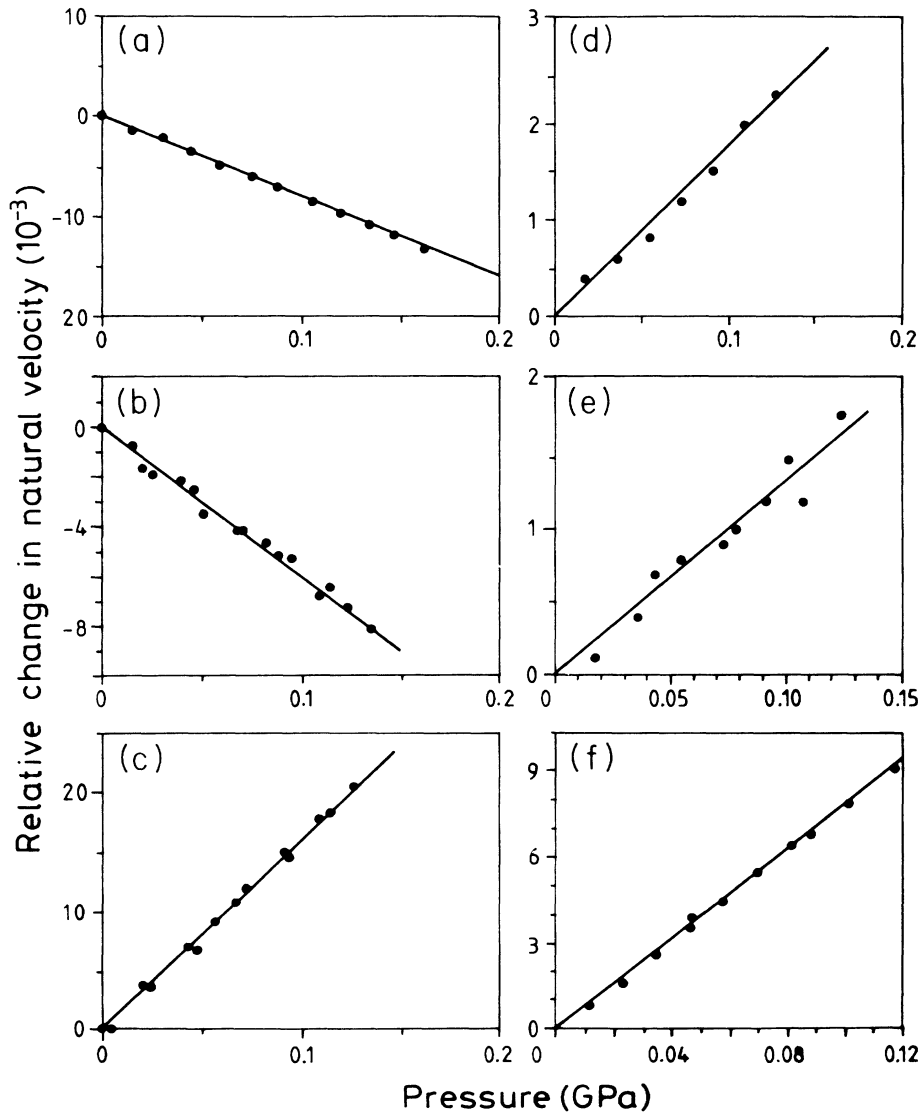 Relative change in natural velocity (10⁻³)
(a)
10
0
-10
20
0 0.1 0.2
(b)
0
-4
-8
0 0.1 0.2
(c)
20
10
0
0 0.1 0.2
(d)
3
2
1
0
0 0.1 0.2
(e)
2
1
0
0 0.05 0.10 0.15
(f)
9
6
3
0
0 0.04 0.08 0.12
Pressure (GPa)